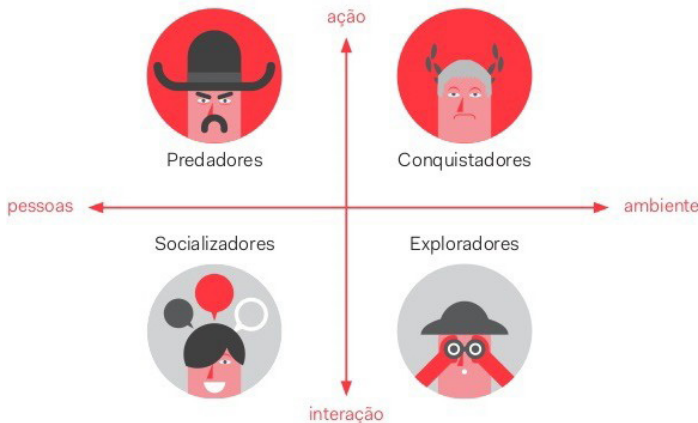 ação
Predadores
Conquistadores
pessoas
ambiente
Socializadores
Exploradores
interação